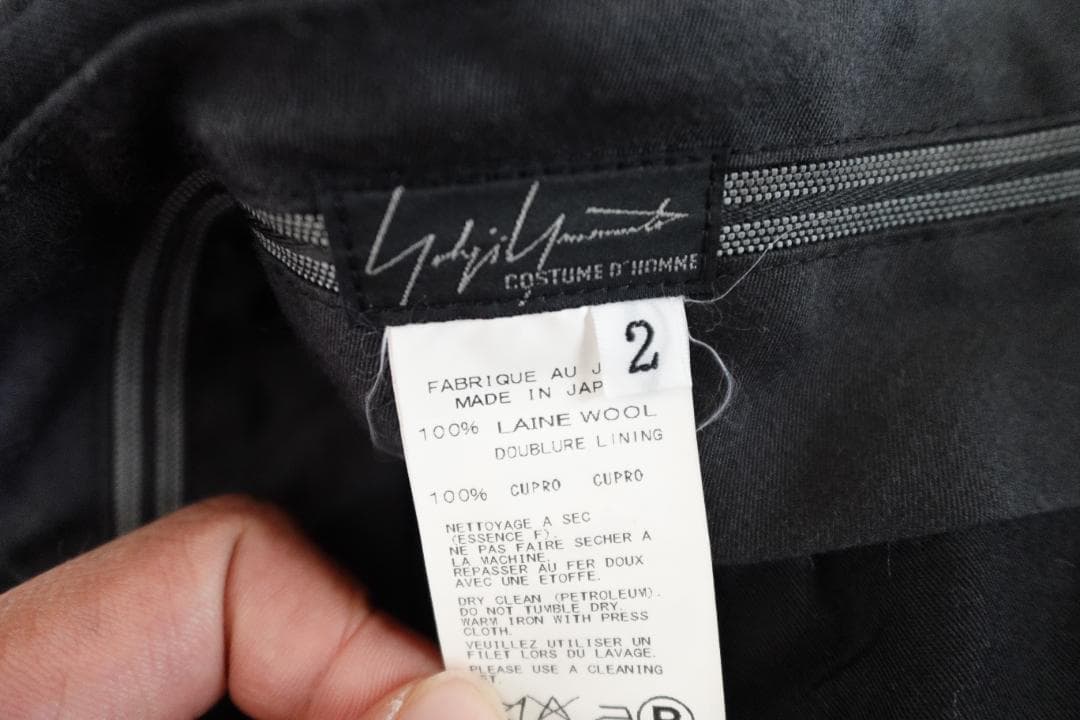 Yohji Yamamoto
COSTUME D'HOMME
2
FABRIQUE AU J
MADE IN JAP
100% LAINE WOOL
DOUBLURE LINING
100% CUPRO CUPRO
NETTOYAGE A SEC
(ESSENCE F).
NE PAS FAIRE SECHER A
LA MACHINE.
REPASSER AU FER DOUX
AVEC UNE ETOFFE.
DRY CLEAN (PETROLEUM).
DO NOT TUMBLE DRY.
WARM IRON WITH PRESS
CLOTH.
VEUILLEZ UTILISER UN
FILET LORS DU LAVAGE.
PLEASE USE A CLEANING